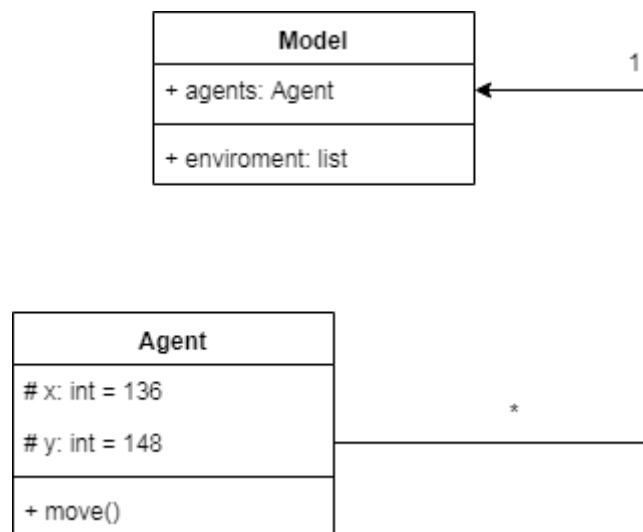 Model
1
+ agents: Agent
+ enviroment: list
Agent
# x: int = 136
*
# y: int = 148
+ move()